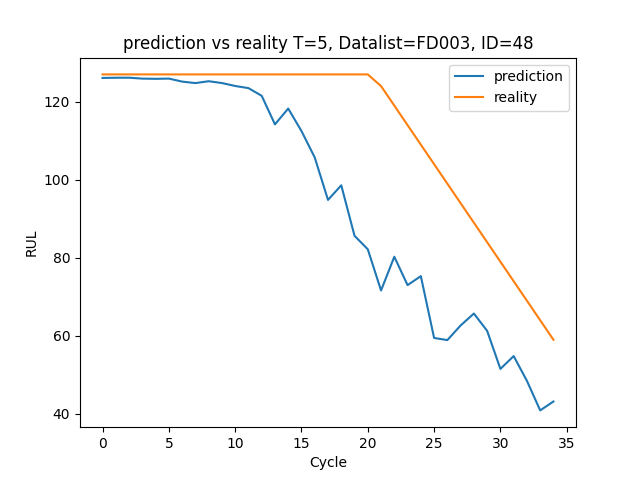 prediction vs reality T=5, Datalist=FD003, ID=48
prediction
reality
RUL
120
100
80
60
40
0 5 10 15 20 25 30 35
Cycle